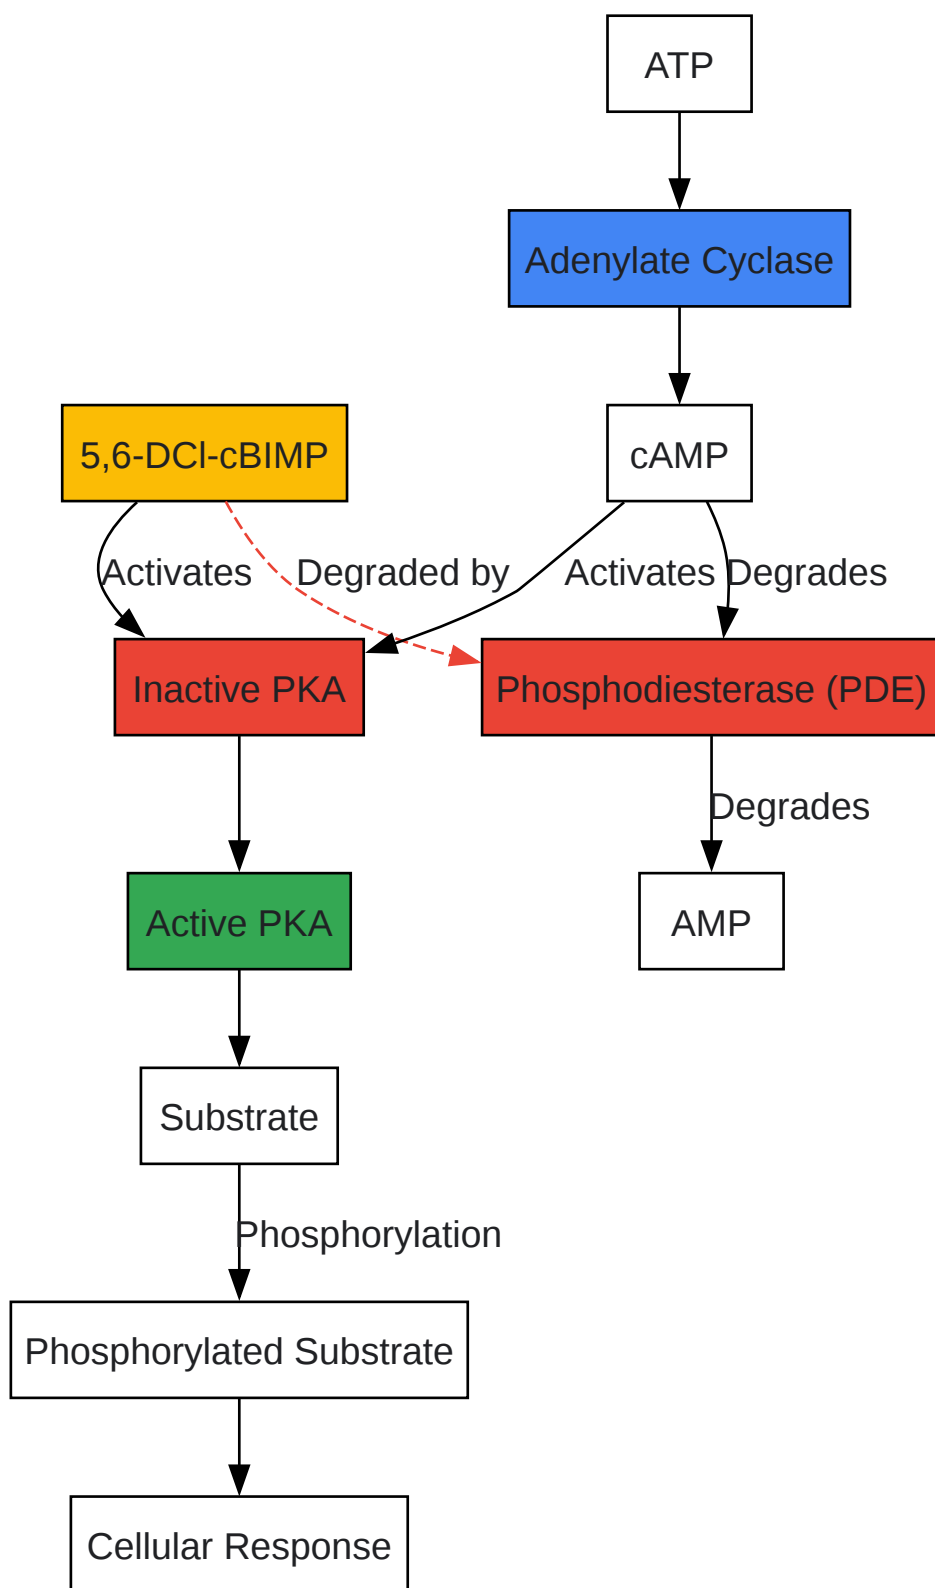 ATP
Adenylate Cyclase
5,6-DCl-cBIMP
cAMP
Activates
Degraded by
Activates
Degrades
Inactive PKA
Phosphodiesterase (PDE)
Degrades
Active PKA
AMP
Substrate
Phosphorylation
Phosphorylated Substrate
Cellular Response